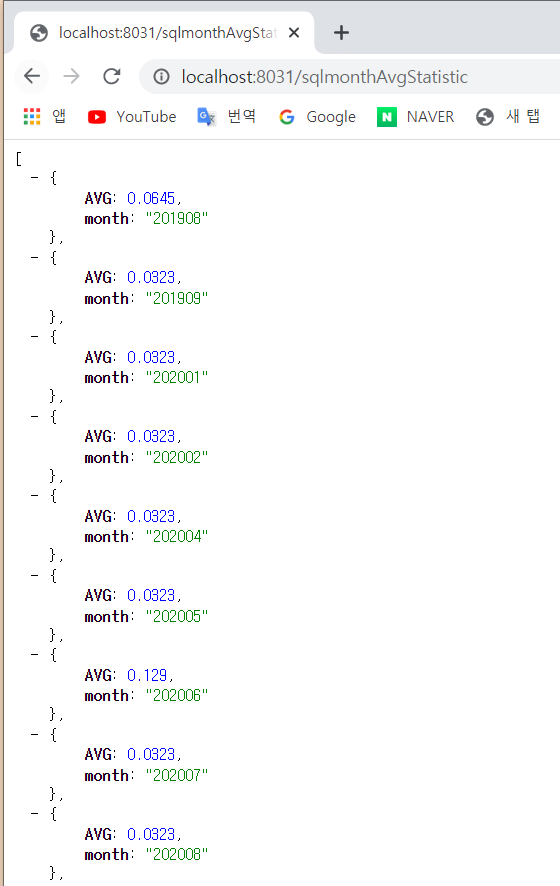 localhost:8031/sqlmonthAvgStat
localhost:8031/sqlmonthAvgStatistic
앱 YouTube 번역 Google NAVER 새 탭
[
- {
AVG: 0.0645,
month: "201908"
},
- {
AVG: 0.0323,
month: "201909"
},
- {
AVG: 0.0323,
month: "202001"
},
- {
AVG: 0.0323,
month: "202002"
},
- {
AVG: 0.0323,
month: "202004"
},
- {
AVG: 0.0323,
month: "202005"
},
- {
AVG: 0.129,
month: "202006"
},
- {
AVG: 0.0323,
month: "202007"
},
- {
AVG: 0.0323,
month: "202008"
},